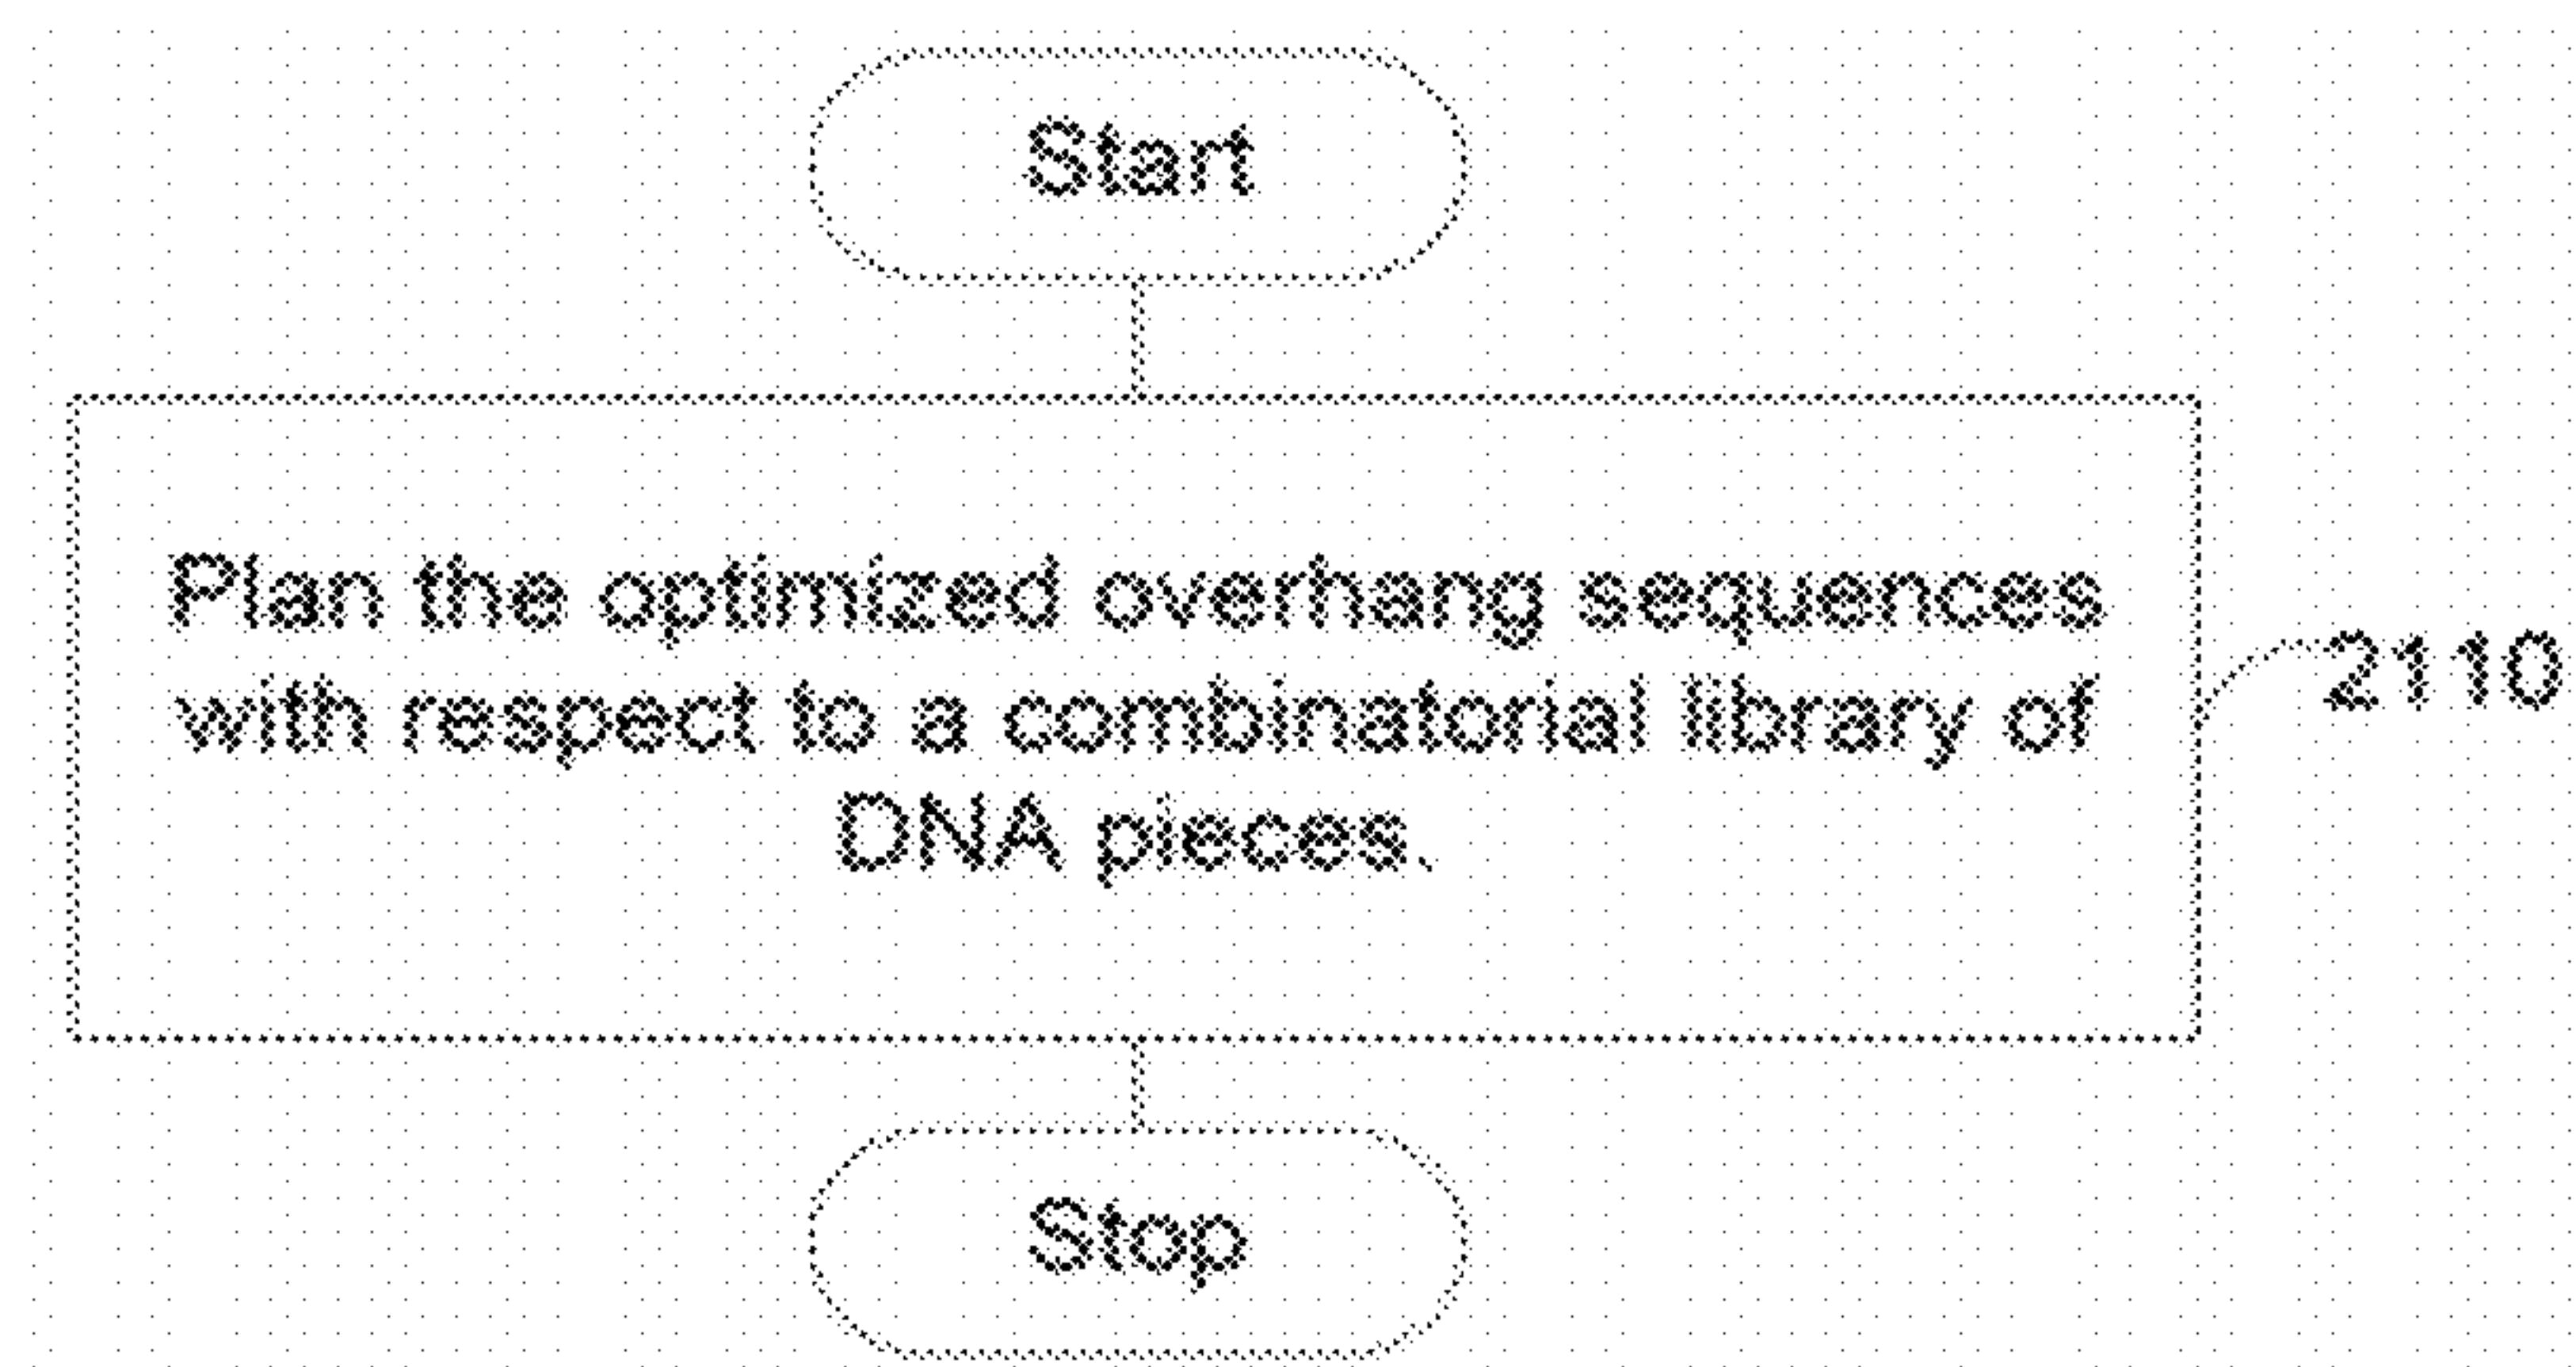 Start
Plan the optimized overhang sequences
with respect to a combinatorial library of
DNA pieces.
2110
Stop